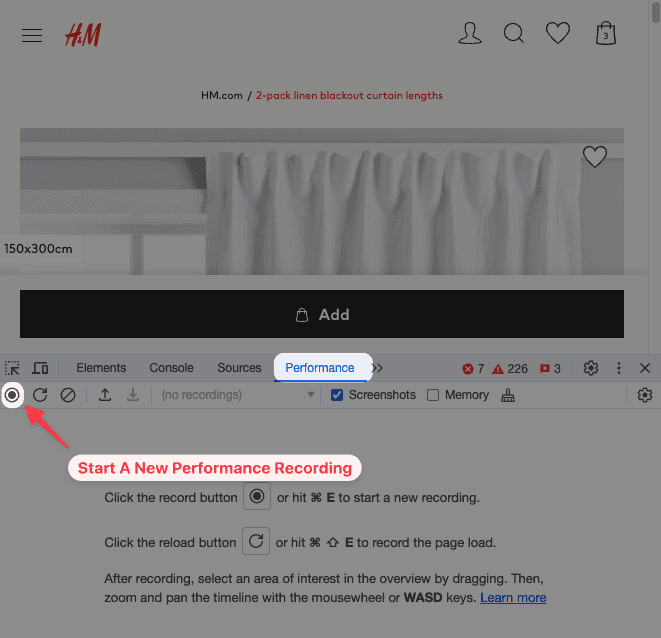 H&M
3
HM.com / 2-pack linen blackout curtain lengths
150x300cm
Add
Elements Console Sources Performance 7 226 3
(no recordings) Screenshots Memory
Start A New Performance Recording
Click the record button or hit ⌘ E to start a new recording.
Click the reload button or hit ⌘ ⇧ E to record the page load.
After recording, select an area of interest in the overview by dragging. Then,
zoom and pan the timeline with the mousewheel or WASD keys. Learn more